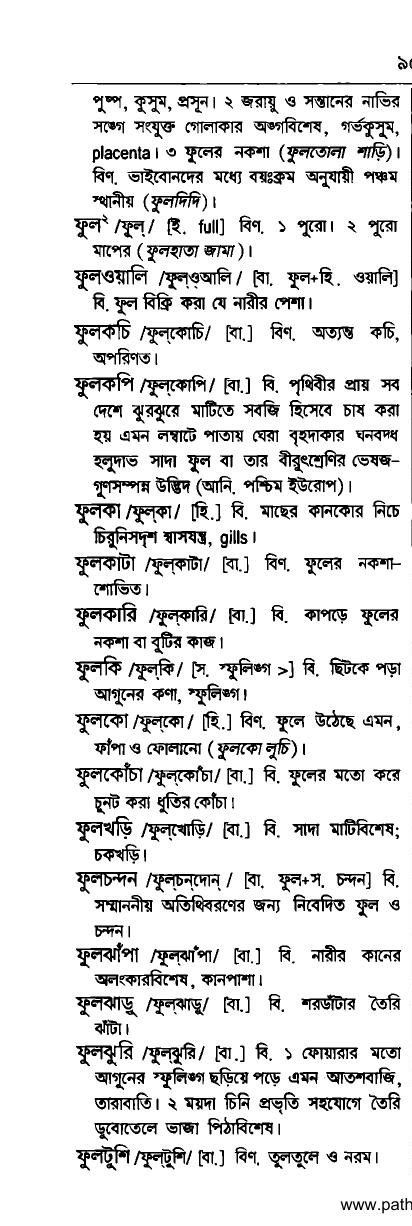 ৯
পুষ্প, কুসুম, প্রসূন। ২ জরায়ু ও সন্তানের নাভির
সঙ্গে সংযুক্ত গোলাকার অঙ্গবিশেষ, গর্ভকুসুম,
placenta। ৩ ফুলের নকশা (ফুলতোলা শাড়ি)।
বিণ. ভাইবোনদের মধ্যে বয়ঃক্রম অনুযায়ী পঞ্চম
স্থানীয় (ফুলদিদি)।
ফুল² /ফুল্/ [ই. full] বিণ. ১ পুরো। ২ পুরো
মাপের (ফুলহাতা জামা)।
ফুলওয়ালি /ফুল্ওআলি/ [বা. ফুল+হি. ওয়ালি]
বি. ফুল বিক্রি করা যে নারীর পেশা।
ফুলকচি /ফুল্কোচি/ [বা.] বিণ. অত্যন্ত কচি,
অপরিণত।
ফুলকপি /ফুল্কোপি/ [বা.] বি. পৃথিবীর প্রায় সব
দেশে ঝুরঝুরে মাটিতে সবজি হিসেবে চাষ করা
হয় এমন লম্বাটে পাতায় ঘেরা বৃহদাকার ঘনবদ্ধ
হলুদাভ সাদা ফুল বা তার বীরুৎশ্রেণির ভেষজ-
গুণসম্পন্ন উদ্ভিদ (আনি. পশ্চিম ইউরোপ)।
ফুলকা /ফুল্কা/ [হি.] বি. মাছের কানকোর নিচে
চিরুনিসদৃশ শ্বাসযন্ত্র, gills।
ফুলকাটা /ফুল্কাটা/ [বা.] বিণ. ফুলের নকশা-
শোভিত।
ফুলকারি /ফুল্কারি/ [বা.] বি. কাপড়ে ফুলের
নকশা বা বুটির কাজ।
ফুলকি /ফুল্কি/ [স. স্ফুলিঙ্গ >] বি. ছিটকে পড়া
আগুনের কণা, স্ফুলিঙ্গ।
ফুলকো /ফুল্কো/ [হি.] বিণ. ফুলে উঠেছে এমন,
ফাঁপা ও ফোলানো (ফুলকো লুচি)।
ফুলকোঁচা /ফুল্কোঁচা/ [বা.] বি. ফুলের মতো করে
চুনট করা ধুতির কোঁচা।
ফুলখড়ি /ফুল্খোড়ি/ [বা.] বি. সাদা মাটিবিশেষ;
চকখড়ি।
ফুলচন্দন /ফুল্চন্দোন্/ [বা. ফুল+স. চন্দন] বি.
সম্মাননীয় অতিথিবরণের জন্য নিবেদিত ফুল ও
চন্দন।
ফুলঝাঁপা /ফুল্ঝাঁপা/ [বা.] বি. নারীর কানের
অলংকারবিশেষ, কানপাশা।
ফুলঝাড়ু /ফুল্ঝাড়ু/ [বা.] বি. শরডাঁটার তৈরি
ঝাঁটা।
ফুলঝুরি /ফুল্ঝুরি/ [বা.] বি. ১ ফোয়ারার মতো
আগুনের স্ফুলিঙ্গ ছড়িয়ে পড়ে এমন আতশবাজি,
তারাবাতি। ২ ময়দা চিনি প্রভৃতি সহযোগে তৈরি
ডুবোতেলে ভাজা পিঠাবিশেষ।
ফুলটুশি /ফুল্টুশি/ [বা.] বিণ. তুলতুলে ও নরম।
www.path